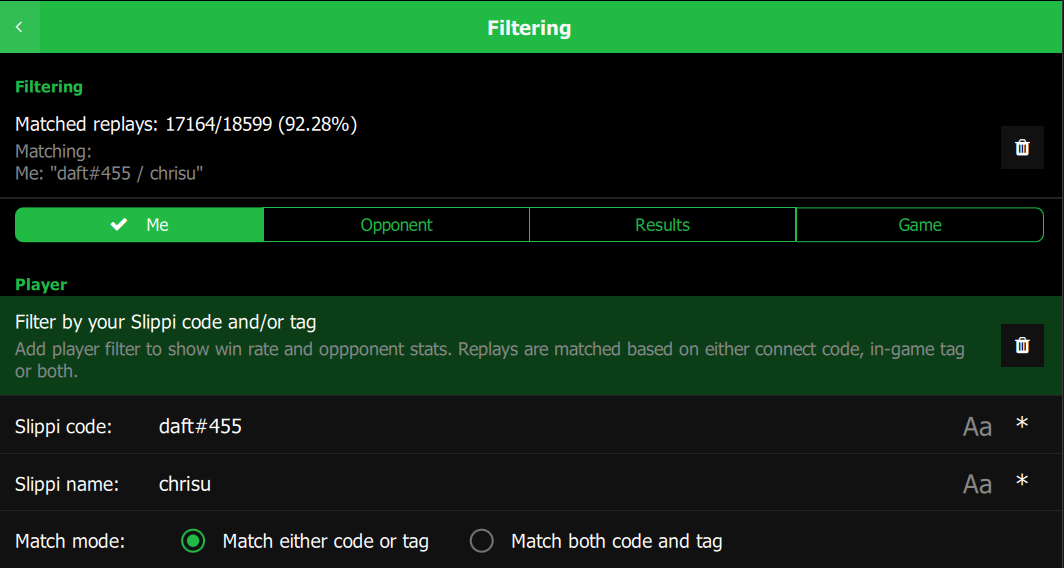 Filtering
Filtering
Matched replays: 17164/18599 (92.28%)
Matching:
Me: "daft#455 / chrisu"
Me Opponent Results Game
Player
Filter by your Slippi code and/or tag
Add player filter to show win rate and oppponent stats. Replays are matched based on either connect code, in-game tag
or both.
Slippi code: daft#455 Aa *
Slippi name: chrisu Aa *
Match mode: Match either code or tag Match both code and tag